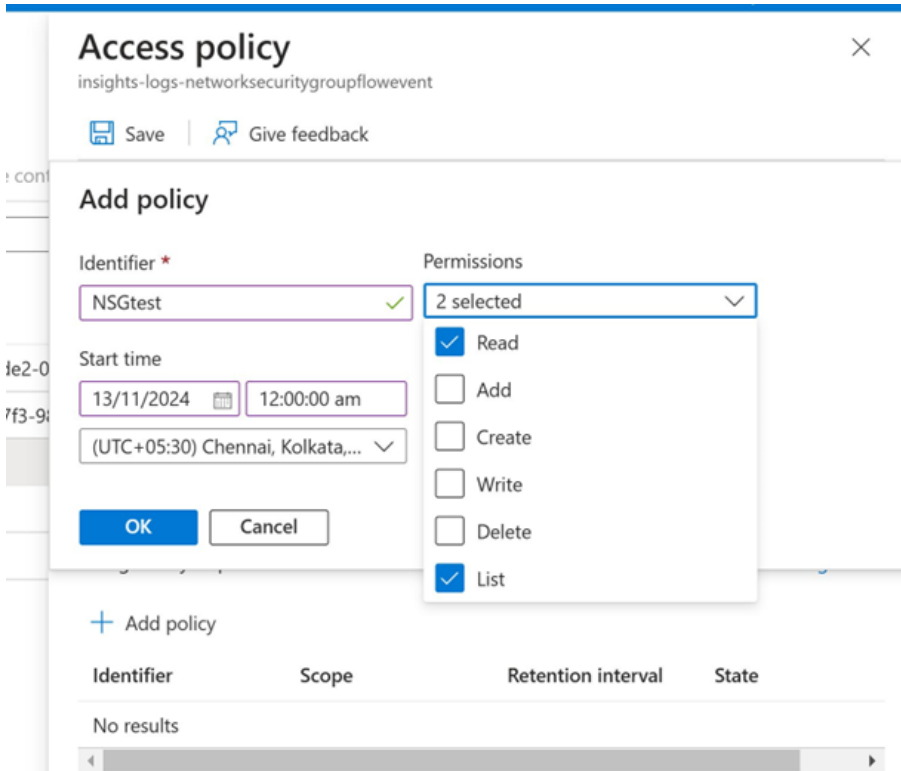 Access policy
insights-logs-networksecuritygroupflowevent
Save
Give feedback
Add policy
Identifier *
NSGtest
Permissions
2 selected
Read
Add
Create
Write
Delete
List
Start time
13/11/2024
12:00:00 am
(UTC+05:30) Chennai, Kolkata,...
OK
Cancel
Add policy
Identifier Scope Retention interval State
No results